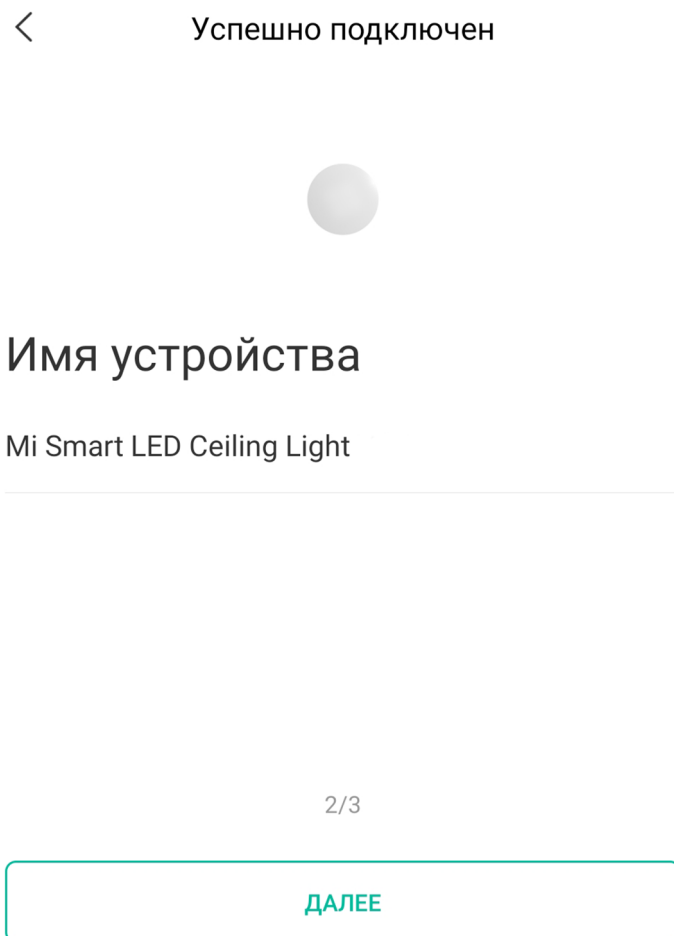 Успешно подключен
Имя устройства
Mi Smart LED Ceiling Light
2/3
ДАЛЕЕ